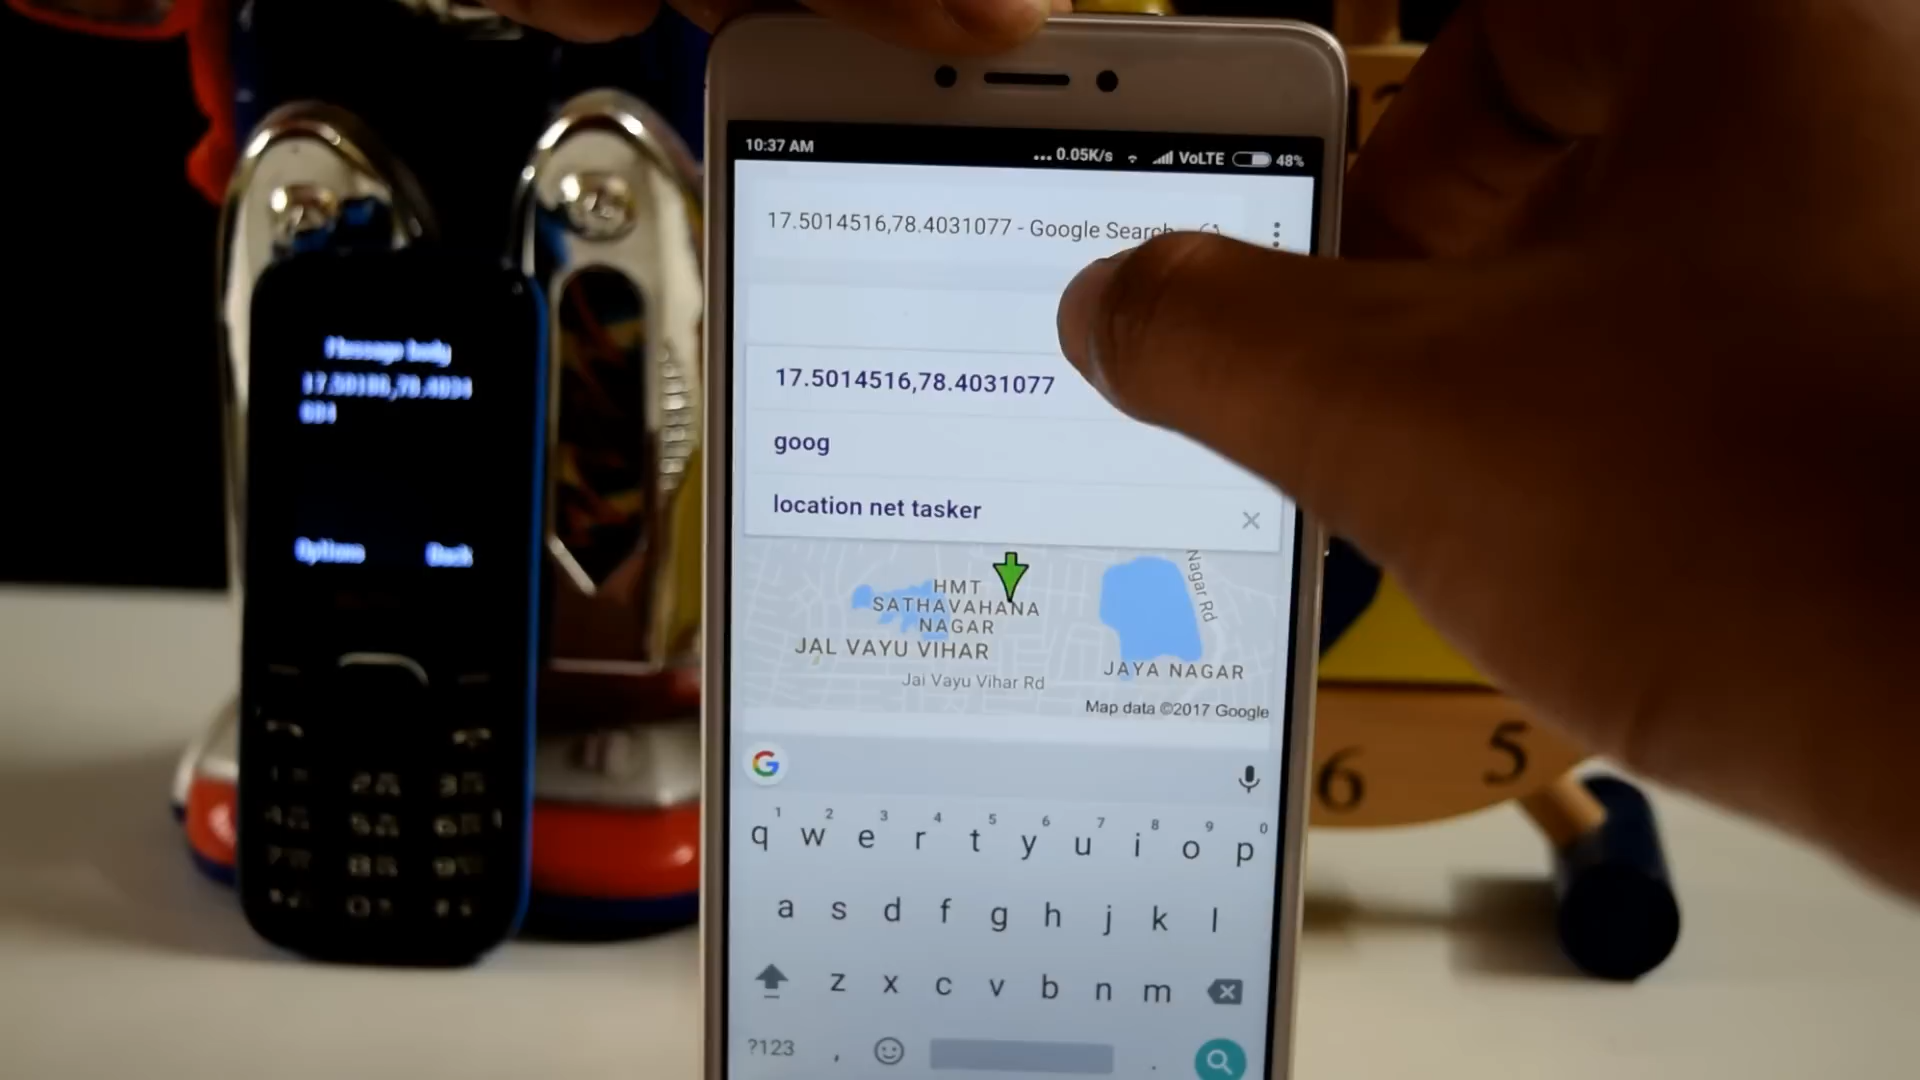 10:37 AM
... 0.05K/s VoLTE 48%
17.5014516,78.4031077 - Google Search
17.5014516,78.4031077
goog
location net tasker
HMT
SATHAVAHANA
NAGAR
JAL VAYU VIHAR
Jai Vayu Vihar Rd
Nagar Rd
JAYA NAGAR
Map data ©2017 Google
1 2 3 4 5 6 7 8 9 0
q w e r t y u i o p
a s d f g h j k l
z x c v b n m
?123 , .
Message body
Options Back
6 5